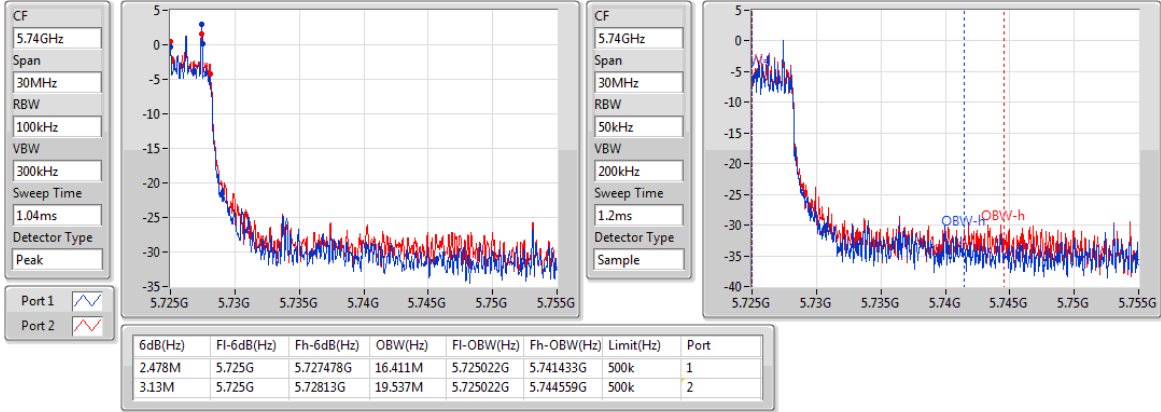 CF
5.74GHz
Span
30MHz
RBW
100kHz
VBW
300kHz
Sweep Time
1.04ms
Detector Type
Peak
Port 1
Port 2
5-
0-
-5-
-10-
-15-
-20-
-25-
-30-
-35-
5.725G 5.73G 5.735G 5.74G 5.745G 5.75G 5.755G
CF
5.74GHz
Span
30MHz
RBW
50kHz
VBW
200kHz
Sweep Time
1.2ms
Detector Type
Sample
5-
0-
-5-
-10-
-15-
-20-
-25-
-30-
-35-
-40-
OBW-h OBW-h
5.725G 5.73G 5.735G 5.74G 5.745G 5.75G 5.755G
6dB(Hz) Fl-6dB(Hz) Fh-6dB(Hz) OBW(Hz) Fl-OBW(Hz) Fh-OBW(Hz) Limit(Hz) Port
2.478M 5.725G 5.727478G 16.411M 5.725022G 5.741433G 500k 1
3.13M 5.725G 5.72813G 19.537M 5.725022G 5.744559G 500k 2